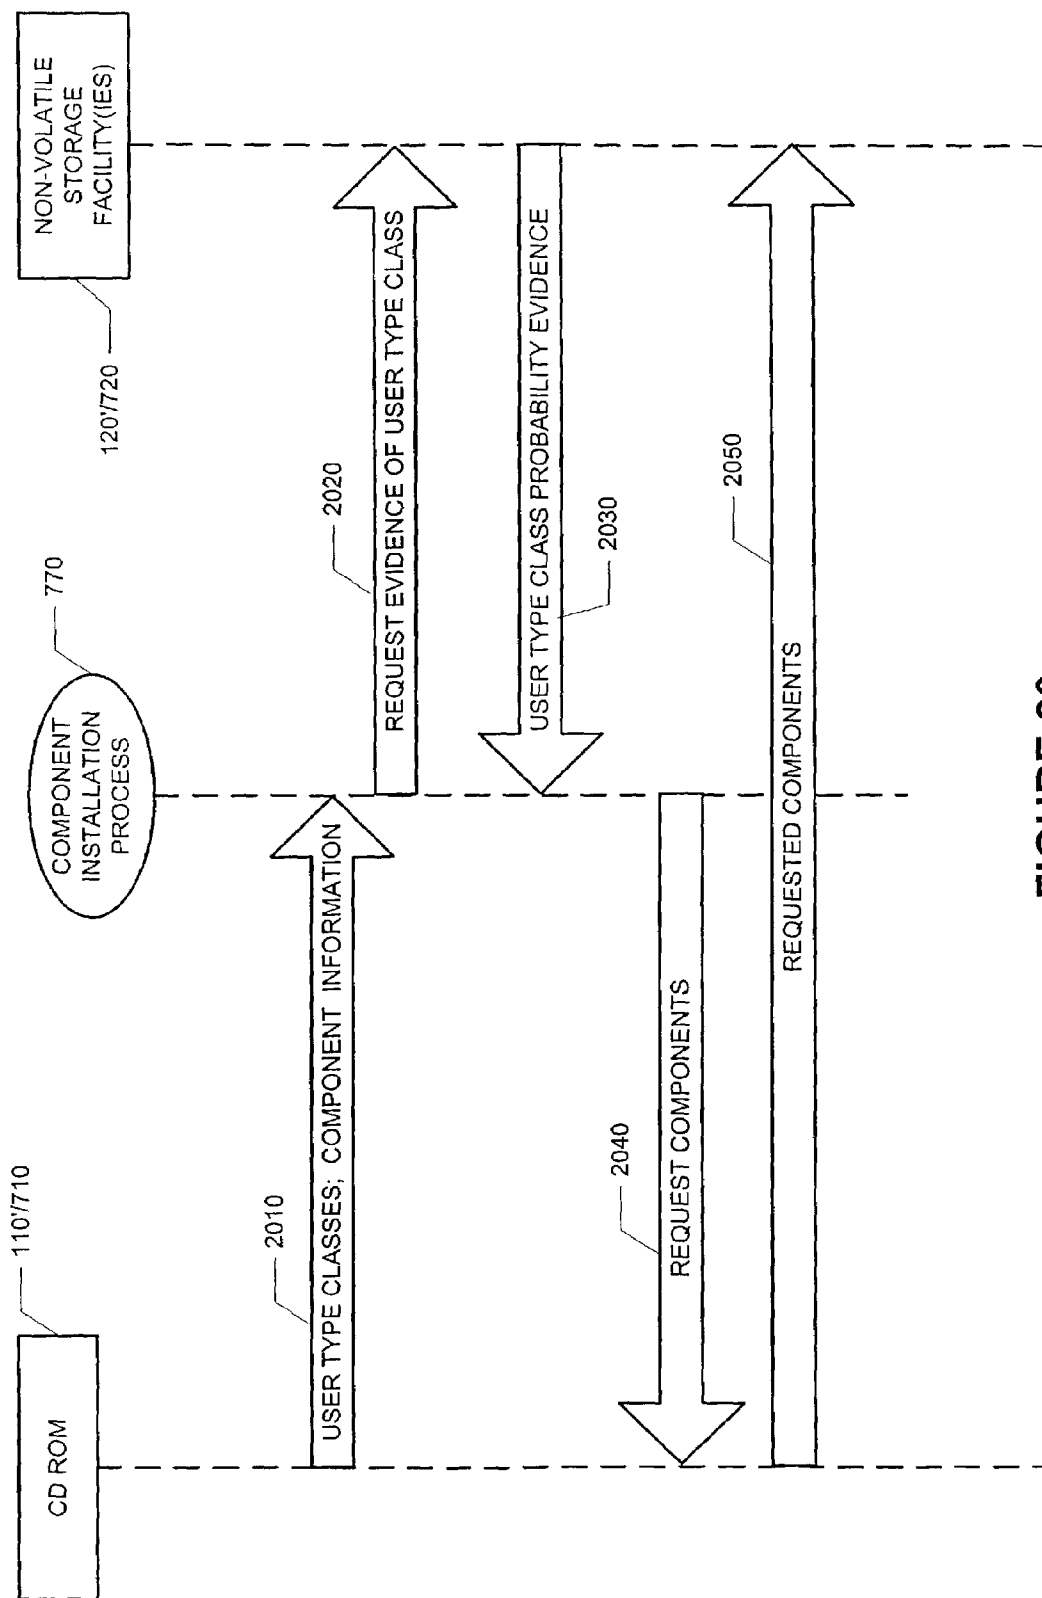 CD ROM
110'/710
COMPONENT
INSTALLATION
PROCESS
770
NON-VOLATILE
STORAGE
FACILITY(IES)
120'/720
2010
USER TYPE CLASSES; COMPONENT INFORMATION
2020
REQUEST EVIDENCE OF USER TYPE CLASS
USER TYPE CLASS PROBABILITY EVIDENCE
2030
2040
REQUEST COMPONENTS
2050
REQUESTED COMPONENTS